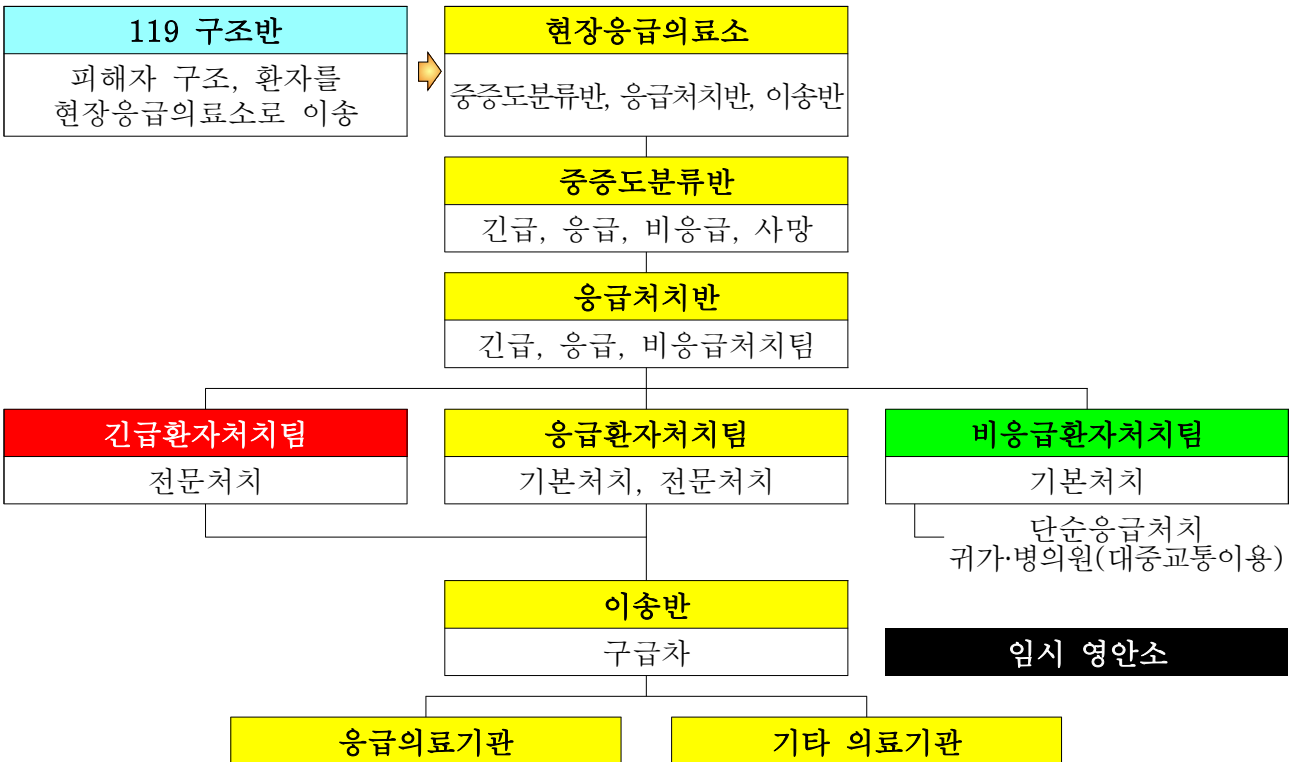 119 구조반
피해자 구조, 환자를
현장응급의료소로 이송
현장응급의료소
중증도분류반, 응급처치반, 이송반
중증도분류반
긴급, 응급, 비응급, 사망
응급처치반
긴급, 응급, 비응급처치팀
긴급환자처치팀
전문처치
응급환자처치팀
기본처치, 전문처치
비응급환자처치팀
기본처치
단순응급처치
귀가·병의원(대중교통이용)
이송반
구급차
임시 영안소
응급의료기관
기타 의료기관